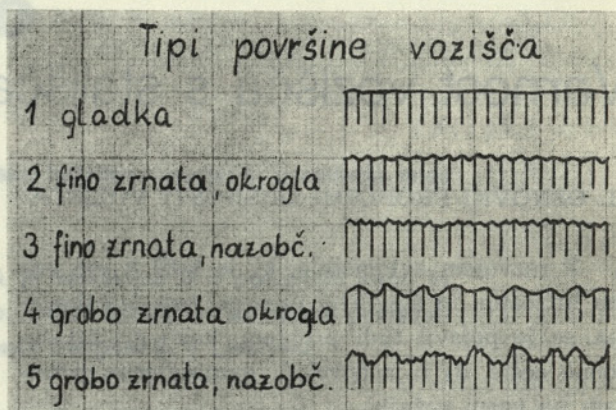 Tipi površine vozišča
1 gladka
2 fino zrnata, okrogla
3 fino zrnata, nazobč.
4 grobo zrnata okrogla
5 grobo zrnata, nazobč.